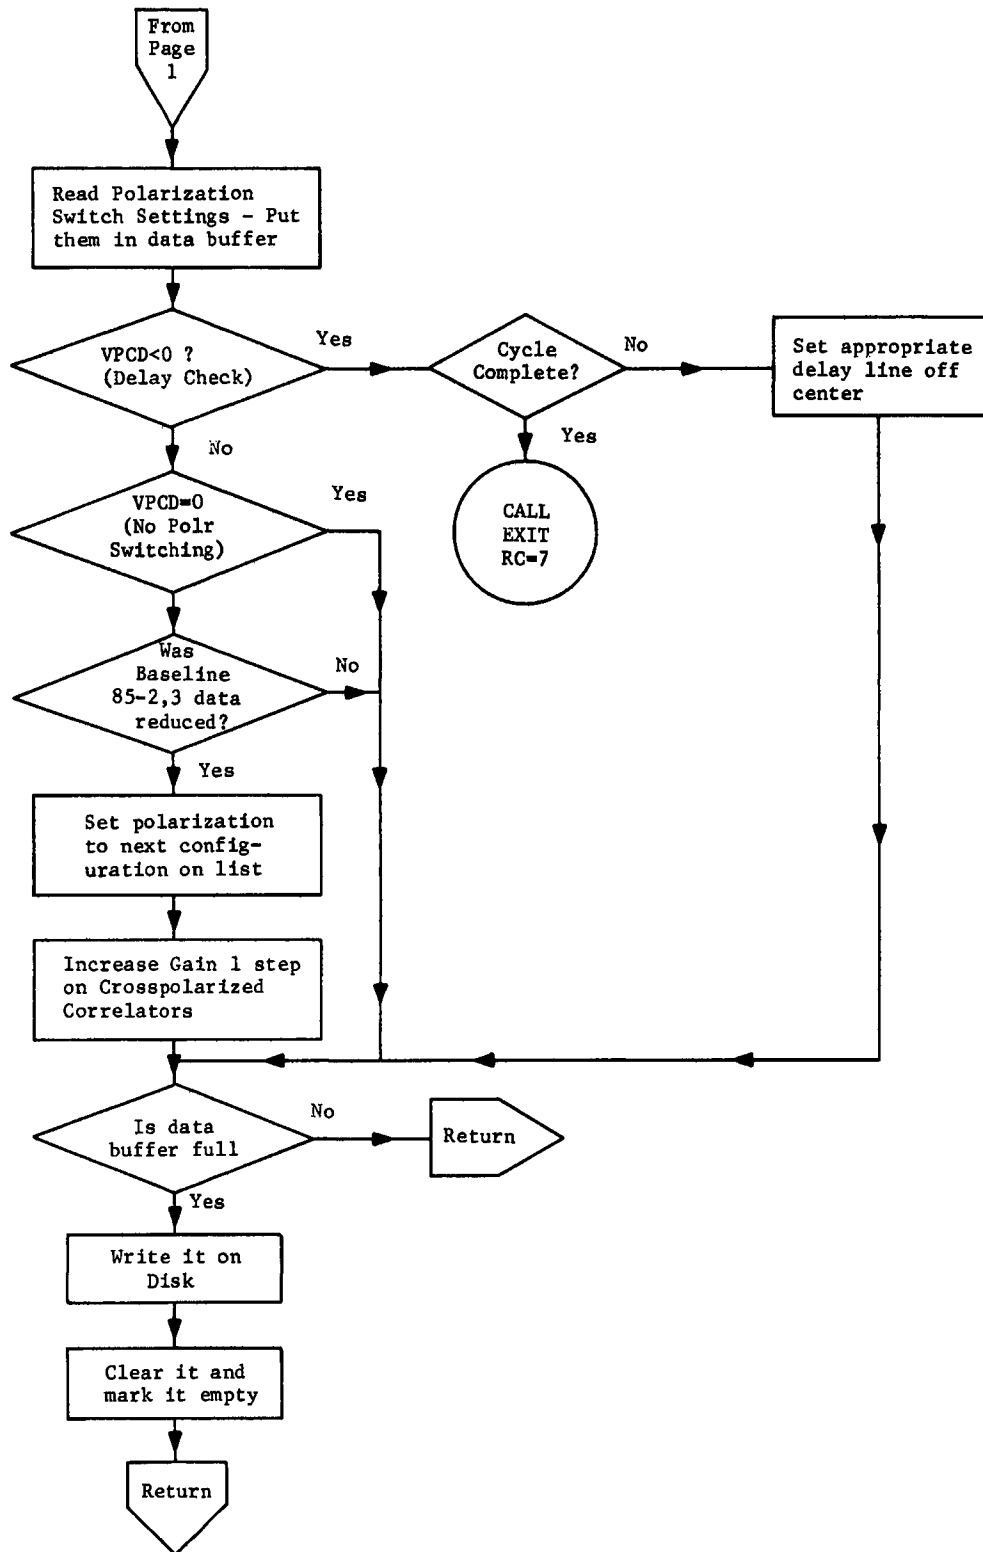 From
Page
1
Read Polarization
Switch Settings - Put
them in data buffer
VPCD<0 ?
(Delay Check)
Yes
Cycle
Complete?
No
Set appropriate
delay line off
center
No
Yes
VPCD=0
(No Polr
Switching)
Yes
CALL
EXIT
RC=7
Was
Baseline
85-2,3 data
reduced?
No
Yes
Set polarization
to next config-
uration on list
Increase Gain 1 step
on Crosspolarized
Correlators
Is data
buffer full
No
Return
Yes
Write it on
Disk
Clear it and
mark it empty
Return